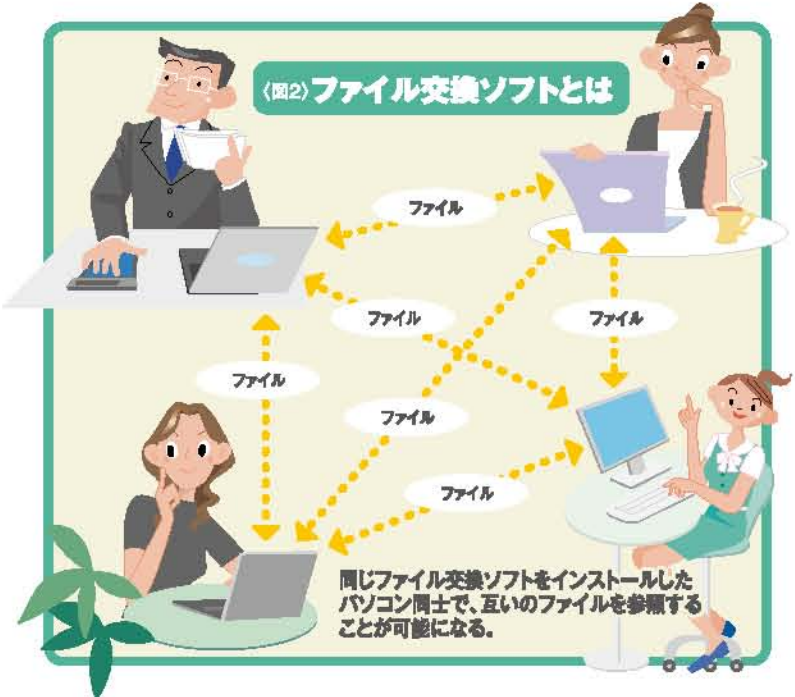 〈図2〉ファイル交換ソフトとは
ファイル
ファイル
ファイル
ファイル
ファイル
ファイル
同じファイル交換ソフトをインストールした
パソコン同士で、互いのファイルを参照する
ことが可能になる。